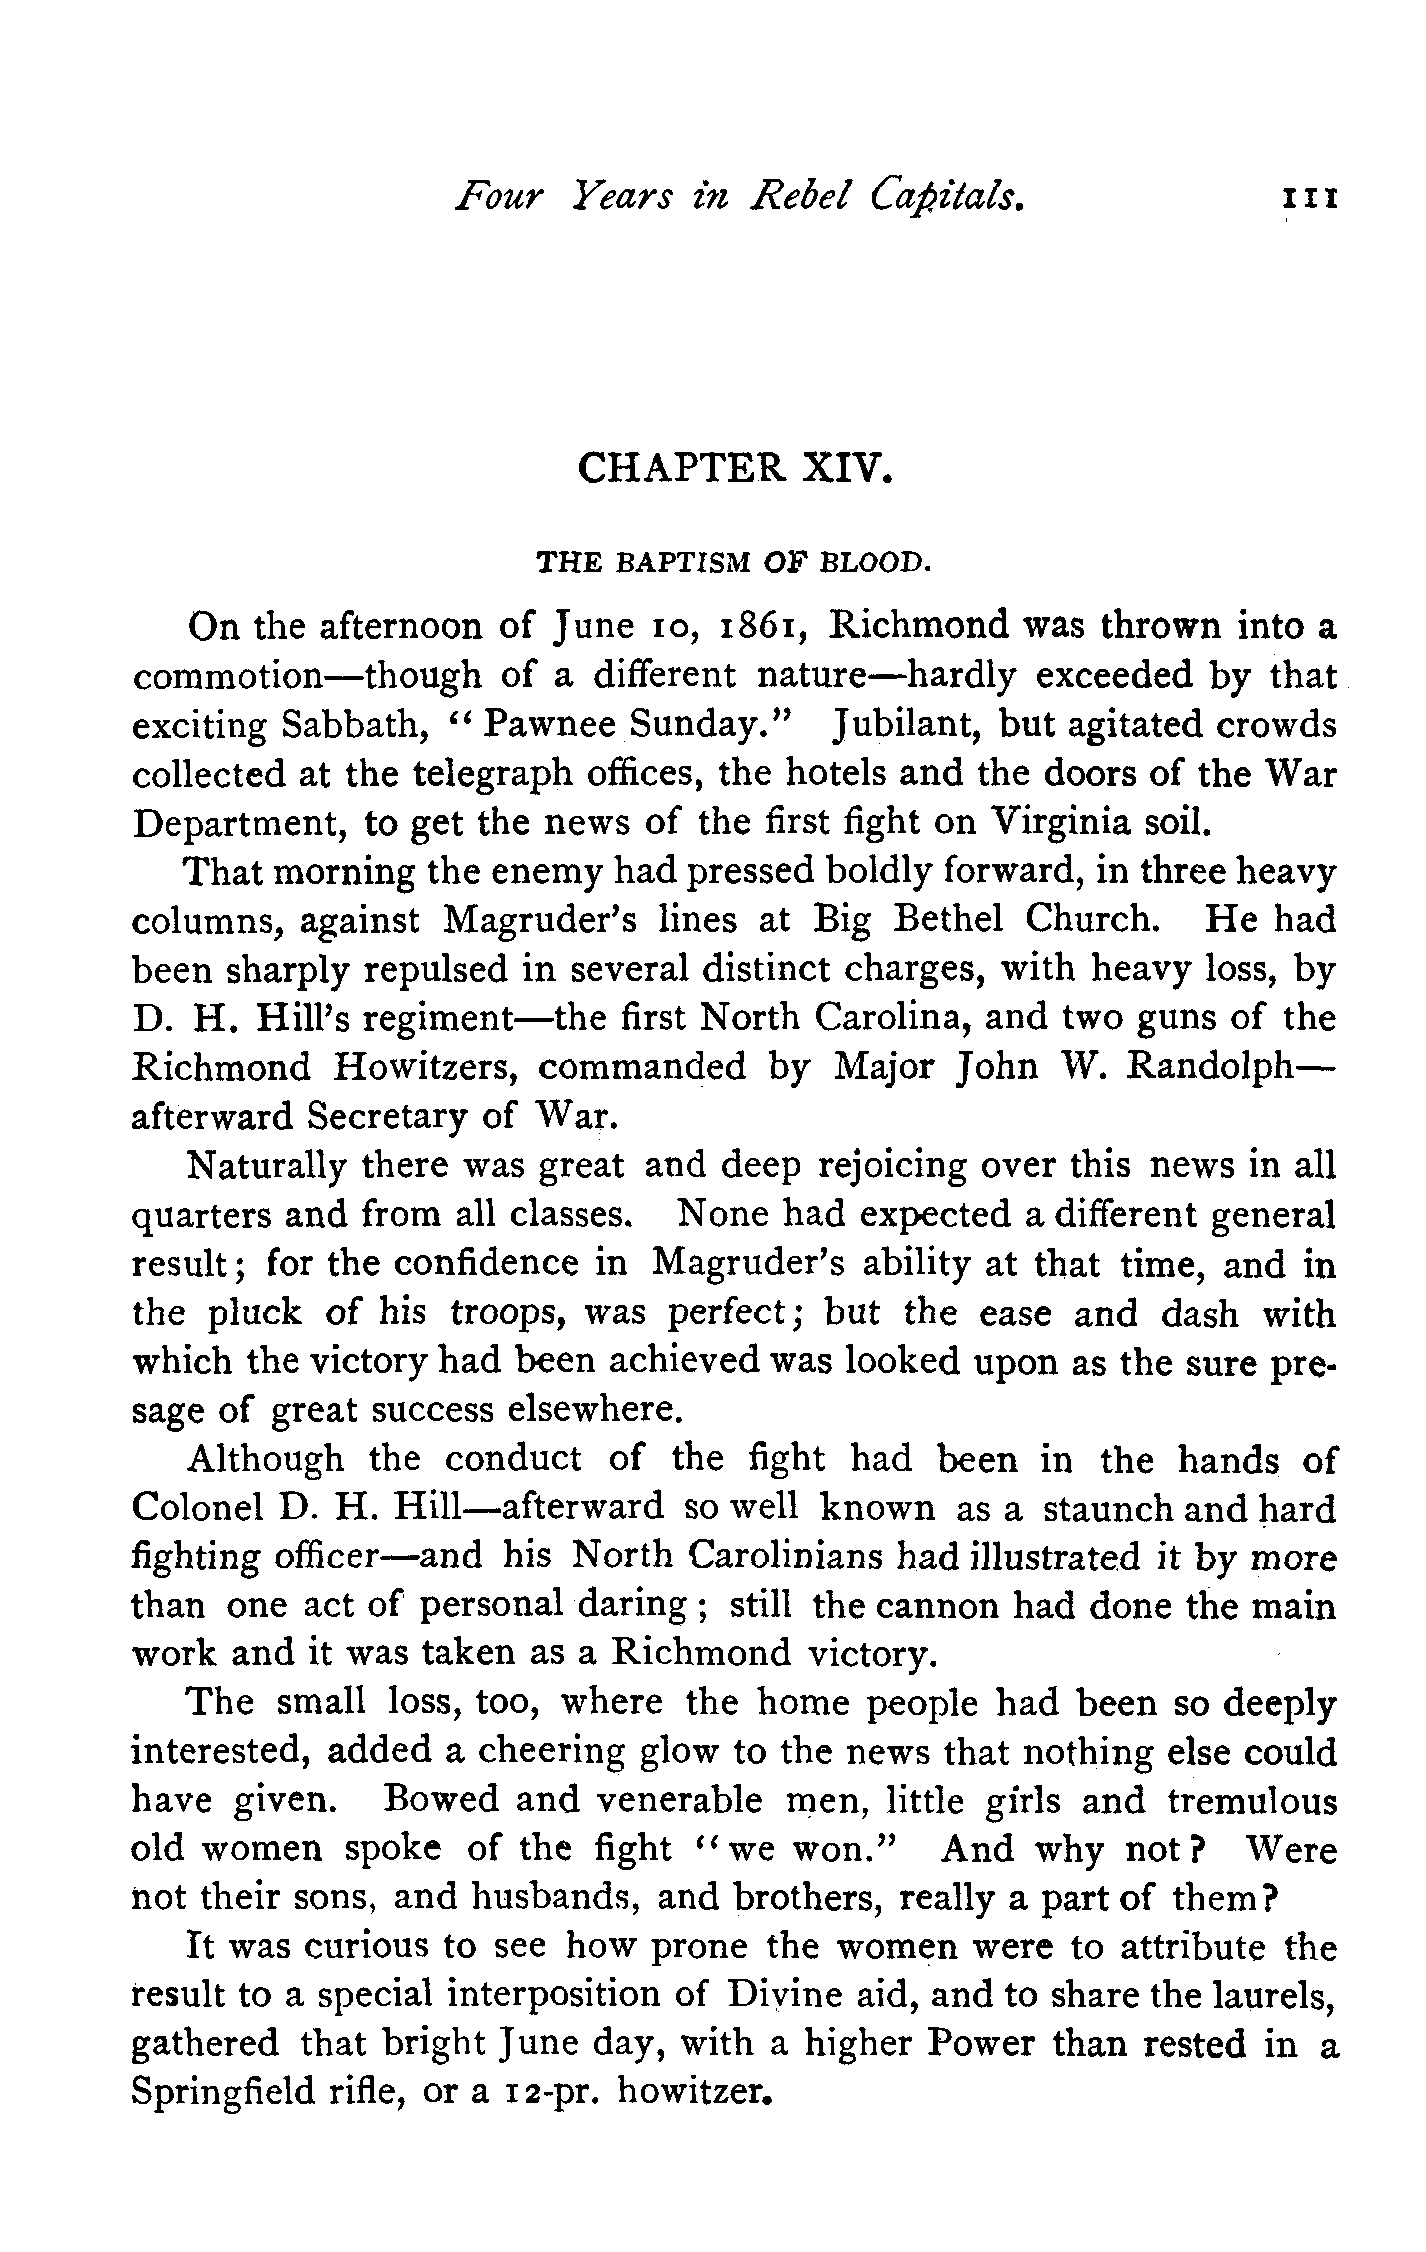 Four Years in Rebel Capitals. 111
CHAPTER XIV.
THE BAPTISM OF BLOOD.
On the afternoon of June 10, 1861, Richmond was thrown into a
commotion—though of a different nature—hardly exceeded by that
exciting Sabbath, “Pawnee Sunday.” Jubilant, but agitated crowds
collected at the telegraph offices, the hotels and the doors of the War
Department, to get the news of the first fight on Virginia soil.
That morning the enemy had pressed boldly forward, in three heavy
columns, against Magruder's lines at Big Bethel Church. He had
been sharply repulsed in several distinct charges, with heavy loss, by
D. H. Hill's regiment—the first North Carolina, and two guns of the
Richmond Howitzers, commanded by Major John W. Randolph—
afterward Secretary of War.
Naturally there was great and deep rejoicing over this news in all
quarters and from all classes. None had expected a different general
result; for the confidence in Magruder's ability at that time, and in
the pluck of his troops, was perfect; but the ease and dash with
which the victory had been achieved was looked upon as the sure pre-
sage of great success elsewhere.
Although the conduct of the fight had been in the hands of
Colonel D. H. Hill—afterward so well known as a staunch and hard
fighting officer—and his North Carolinians had illustrated it by more
than one act of personal daring; still the cannon had done the main
work and it was taken as a Richmond victory.
The small loss, too, where the home people had been so deeply
interested, added a cheering glow to the news that nothing else could
have given. Bowed and venerable men, little girls and tremulous
old women spoke of the fight “we won.” And why not? Were
not their sons, and husbands, and brothers, really a part of them?
It was curious to see how prone the women were to attribute the
result to a special interposition of Divine aid, and to share the laurels,
gathered that bright June day, with a higher Power than rested in a
Springfield rifle, or a 12-pr. howitzer.